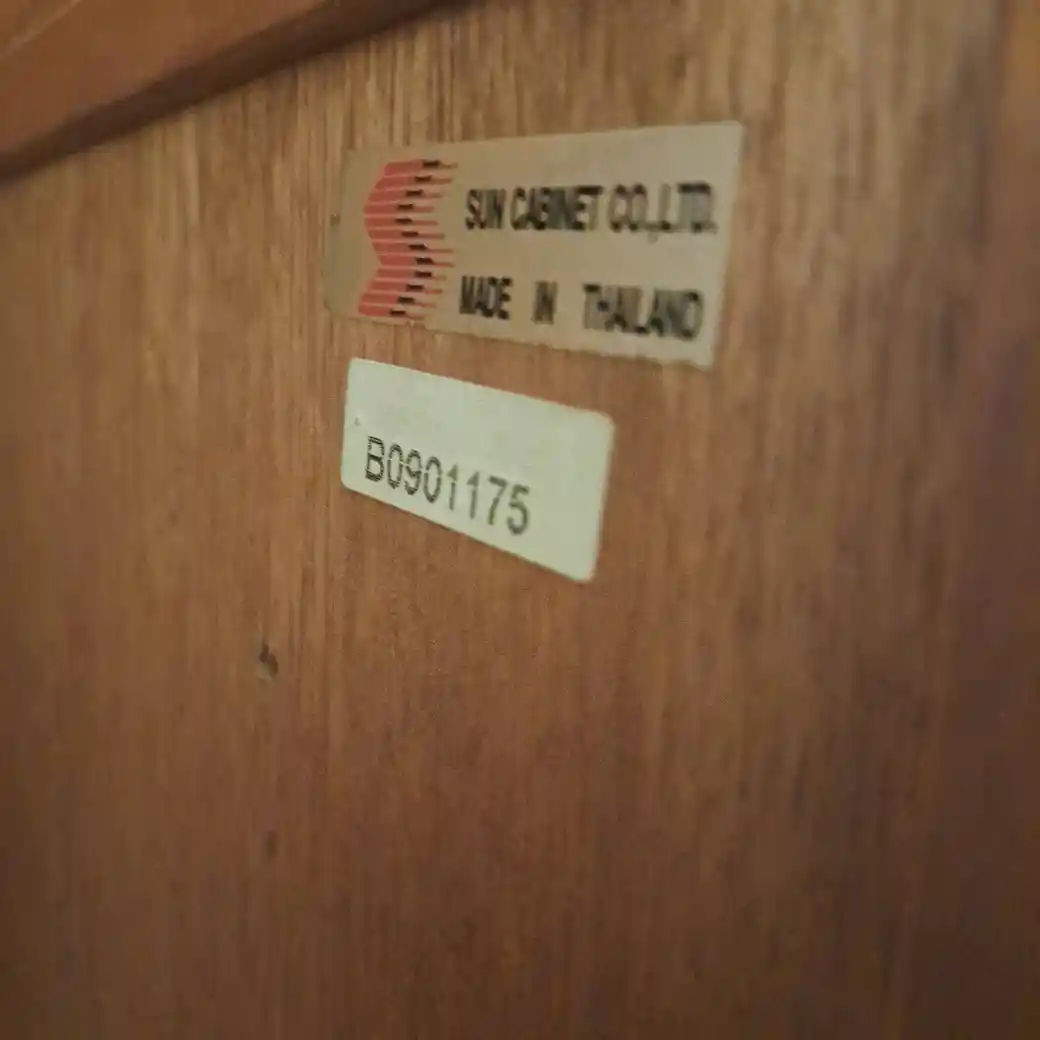 SUN CABINET CO.,LTD.
MADE IN THAILAND
B0901175